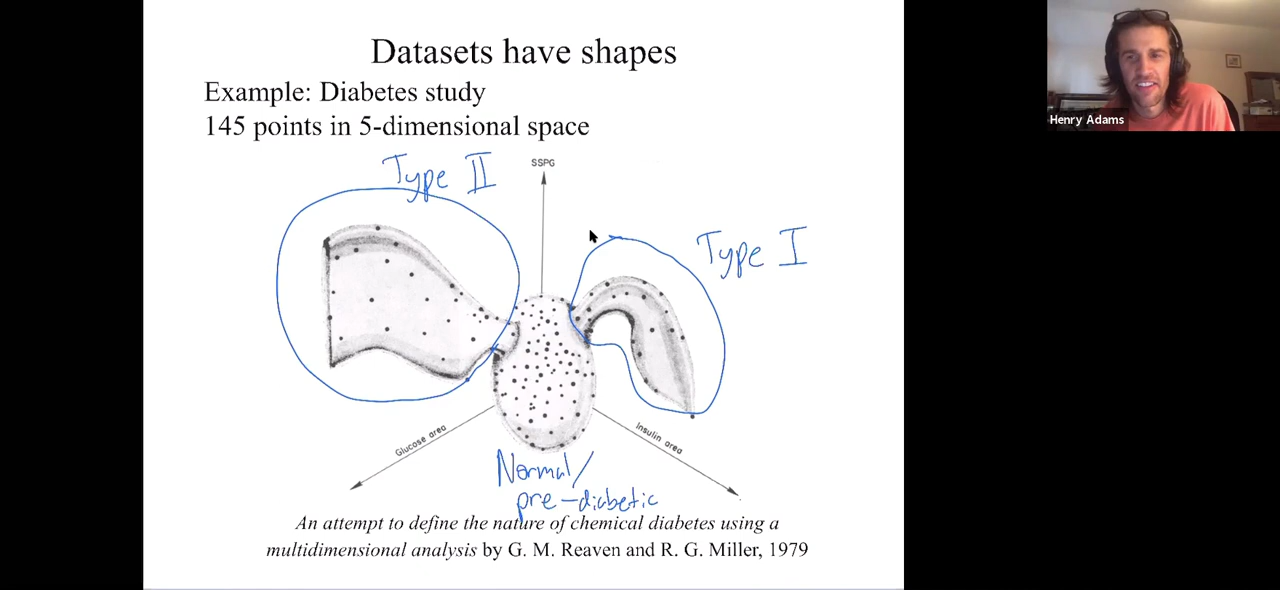 Datasets have shapes
Example: Diabetes study
145 points in 5-dimensional space
Type II
SSPG
Type I
Glucose area
Insulin area
Normal/
pre-diabetic
An attempt to define the nature of chemical diabetes using a
multidimensional analysis by G. M. Reaven and R. G. Miller, 1979
Henry Adams